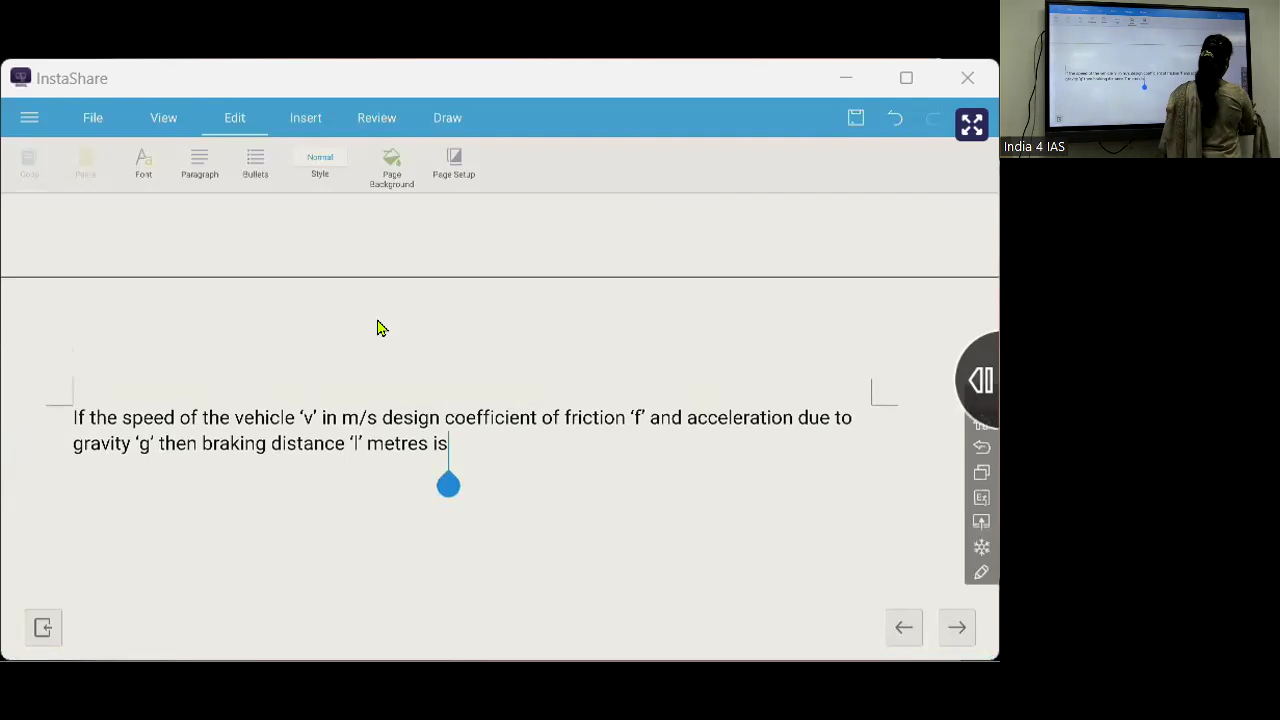 InstaShare
File View Edit Insert Review Draw
Copy Paste Font Paragraph Bullets Normal Style Page Background Page Setup
If the speed of the vehicle ‘v’ in m/s design coefficient of friction ‘f’ and acceleration due to
gravity ‘g’ then braking distance ‘l’ metres is
India 4 IAS